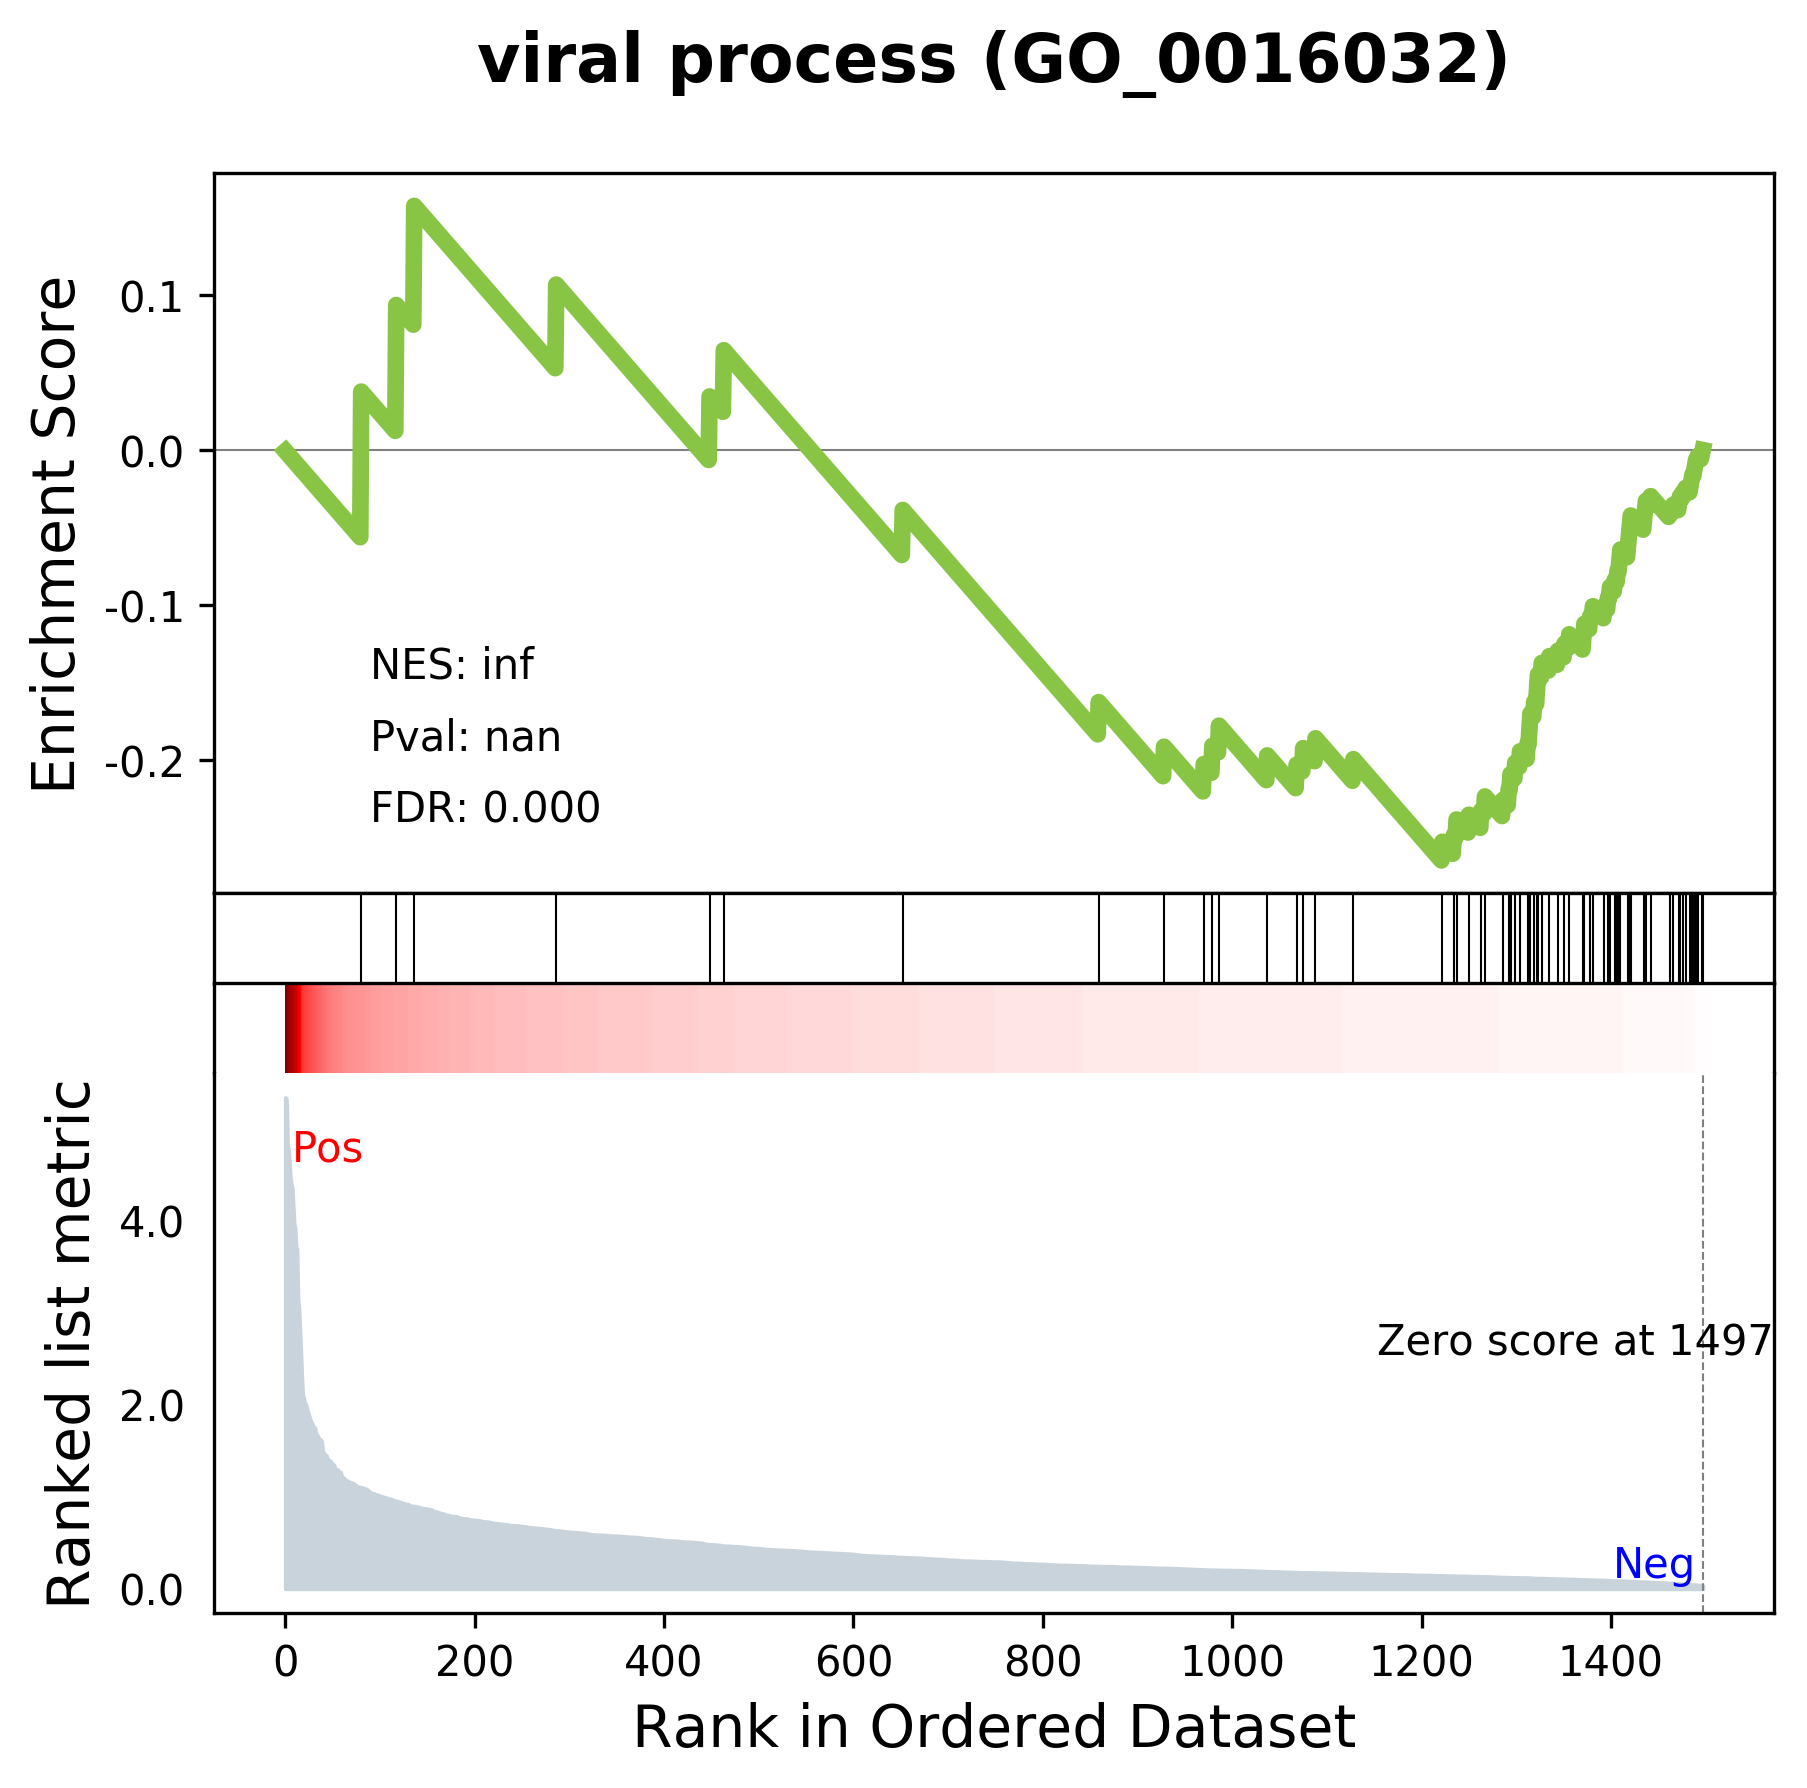 viral process (GO_0016032)
Enrichment Score
0.1
0.0
-0.1
-0.2
NES: inf
Pval: nan
FDR: 0.000
Ranked list metric
Pos
4.0
Zero score at 1497
2.0
Neg
0.0
0 200 400 600 800 1000 1200 1400
Rank in Ordered Dataset